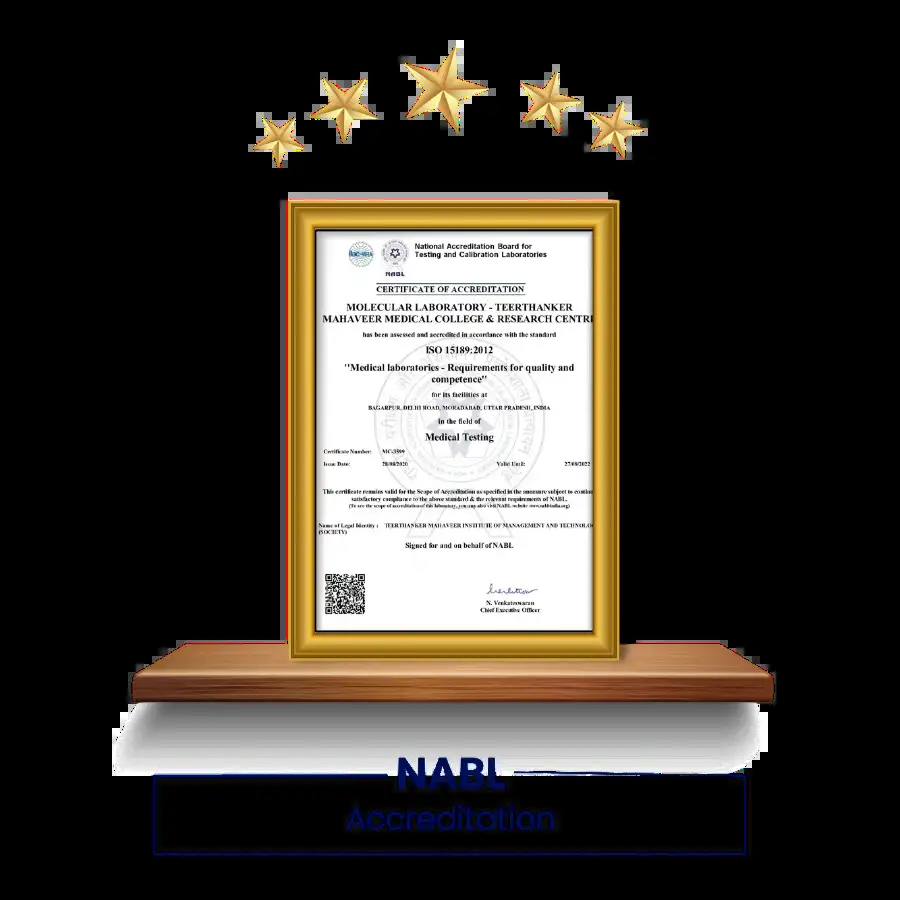 National Accreditation Board for
Testing and Calibration Laboratories
NABL
CERTIFICATE OF ACCREDITATION
MOLECULAR LABORATORY - TEERTHANKER
MAHAVEER MEDICAL COLLEGE & RESEARCH CENTRE
has been assessed and accredited in accordance with the standard
ISO 15189:2012
"Medical laboratories - Requirements for quality and
competence"
for its facilities at
BAGARPUR, DELHI ROAD, MORADABAD, UTTAR PRADESH, INDIA
in the field of
Medical Testing
Certificate Number: MC-3599
Issue Date: 28/08/2020 Valid Until: 27/08/2022
This certificate remains valid for the Scope of Accreditation as specified in the annexure subject to contin
satisfactory compliance to the above standard & the relevant requirements of NABL.
(To see the scope of accreditation of this laboratory, you may also visit NABL website www.nabl-india.org)
Name of Legal Identity : TEERTHANKER MAHAVEER INSTITUTE OF MANAGEMENT AND TECHNOLO
(SOCIETY)
Signed for and on behalf of NABL
N. Venkateswaran
Chief Executive Officer
NABL
Accreditation